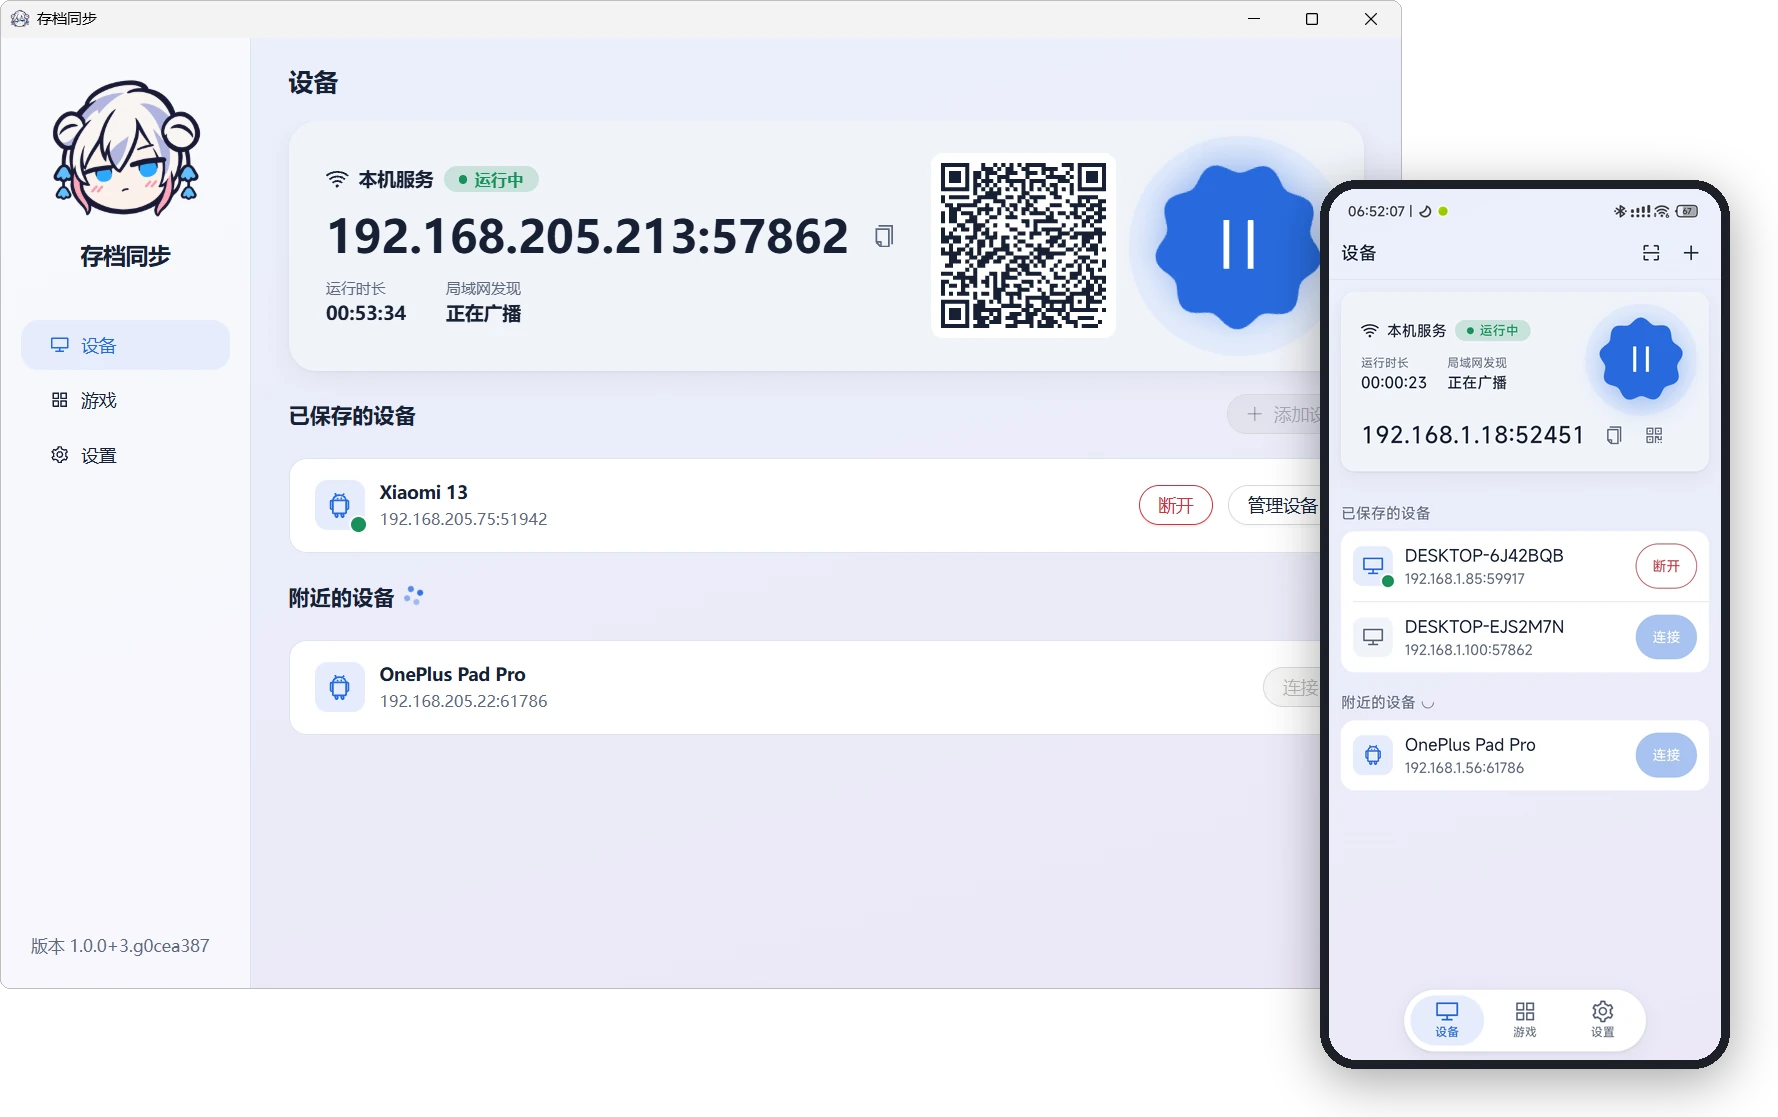 存档同步
存档同步
设备
游戏
设置
版本 1.0.0+3.g0cea387
设备
本机服务 运行中
192.168.205.213:57862
运行时长 局域网发现
00:53:34 正在广播
已保存的设备
+ 添加设
Xiaomi 13
192.168.205.75:51942
断开 管理设备
附近的设备
OnePlus Pad Pro
192.168.205.22:61786
连接
06:52:07 |
67
设备
本机服务 运行中
运行时长 局域网发现
00:00:23 正在广播
192.168.1.18:52451
已保存的设备
DESKTOP-6J42BQB
192.168.1.85:59917
断开
DESKTOP-EJS2M7N
192.168.1.100:57862
连接
附近的设备
OnePlus Pad Pro
192.168.1.56:61786
连接
设备 游戏 设置